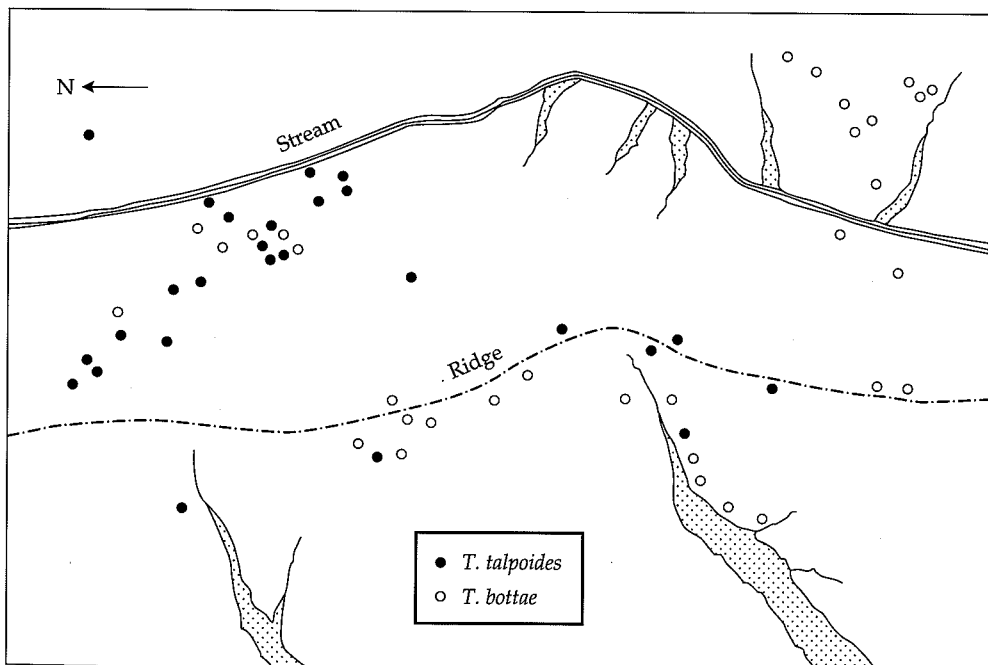 N
Stream
Ridge
T. talpoides
T. bottae